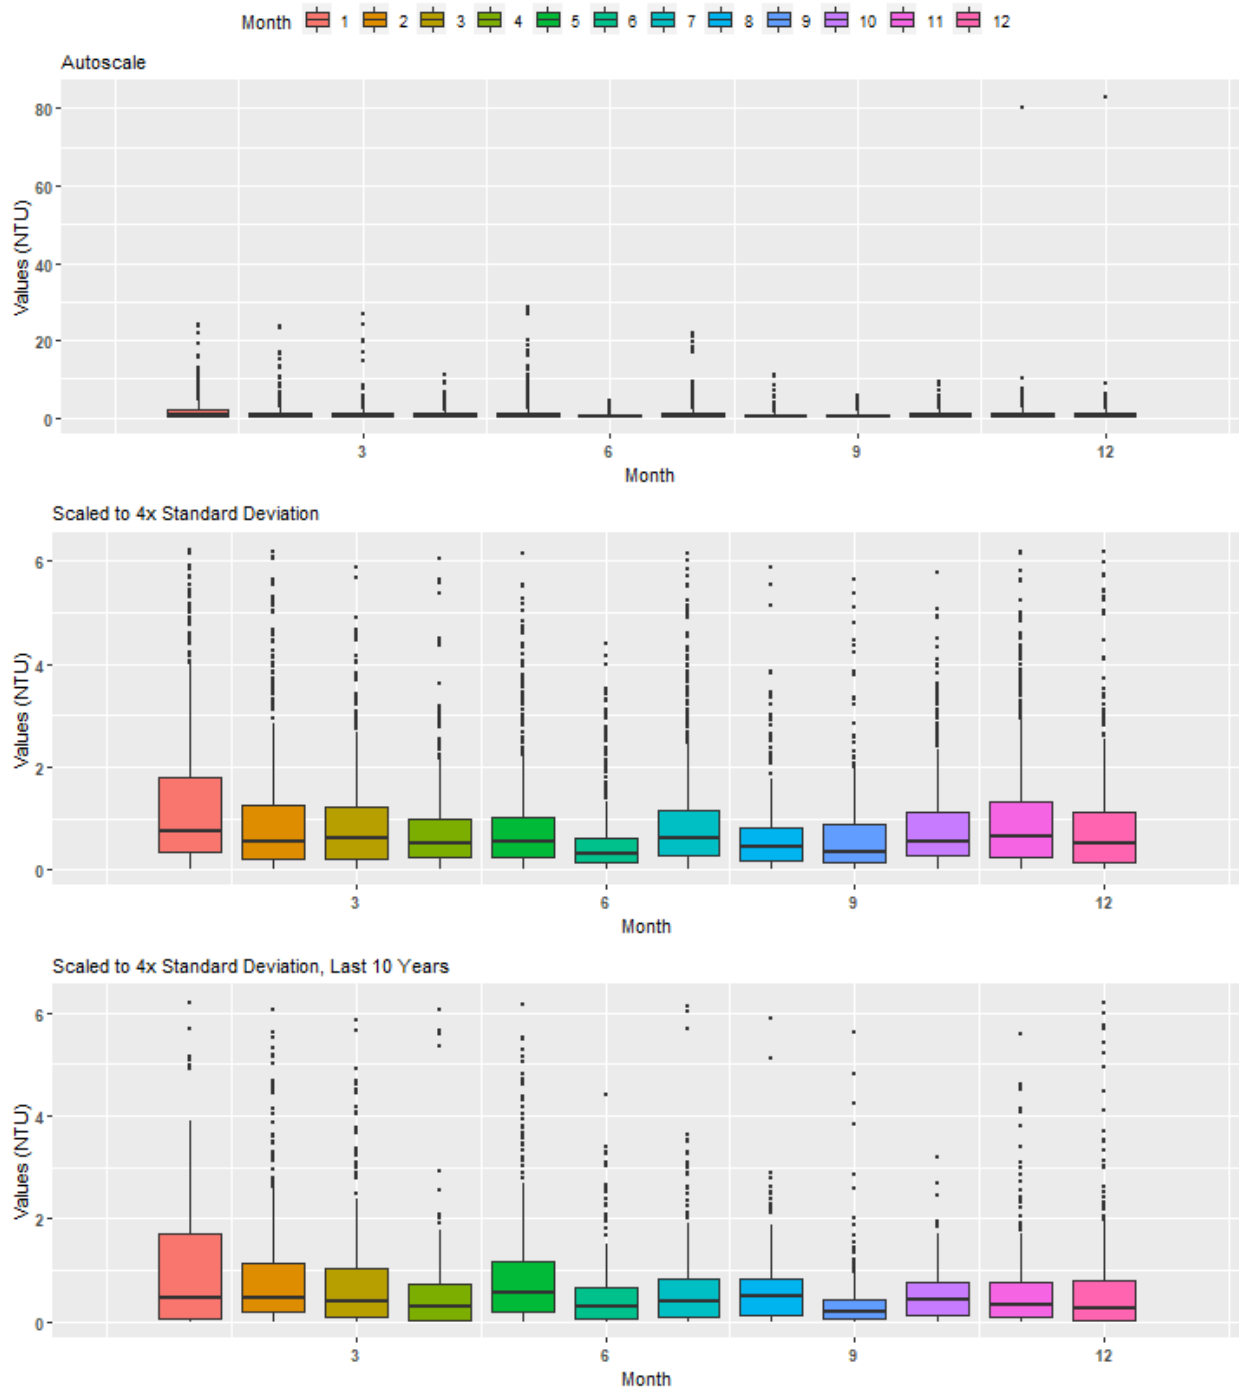 Month 1 2 3 4 5 6 7 8 9 10 11 12
Autoscale
80
60
40
20
0
Values (NTU)
3 6 9 12
Month
Scaled to 4x Standard Deviation
6
4
2
0
Values (NTU)
3 6 9 12
Month
Scaled to 4x Standard Deviation, Last 10 Years
6
4
2
0
Values (NTU)
3 6 9 12
Month